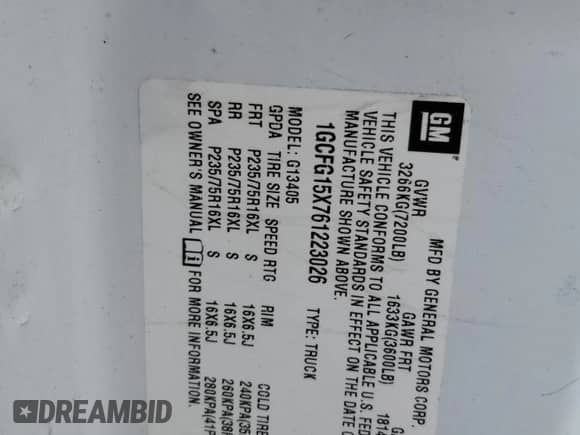 GM
MFD BY GENERAL MOTORS CORP.
GVWR GAWR FRT
3266KG(7200LB) 1633KG(3600LB) 1814
THIS VEHICLE CONFORMS TO ALL APPLICABLE U.S. FED
VEHICLE SAFETY STANDARDS IN EFFECT ON THE DATE
MANUFACTURE SHOWN ABOVE.
1GCFG15X761223026 TYPE: TRUCK
MODEL: G13405
GPDA TIRE SIZE SPEED RTG RIM COLD TIRE
FRT P235/75R16XL S 16X6.5J 240KPA(35
RR P235/75R16XL S 16X6.5J 260KPA(38
SPA P235/75R16XL S 16X6.5J 280KPA(41
SEE OWNER'S MANUAL FOR MORE INFORMATION.
DREAMBID